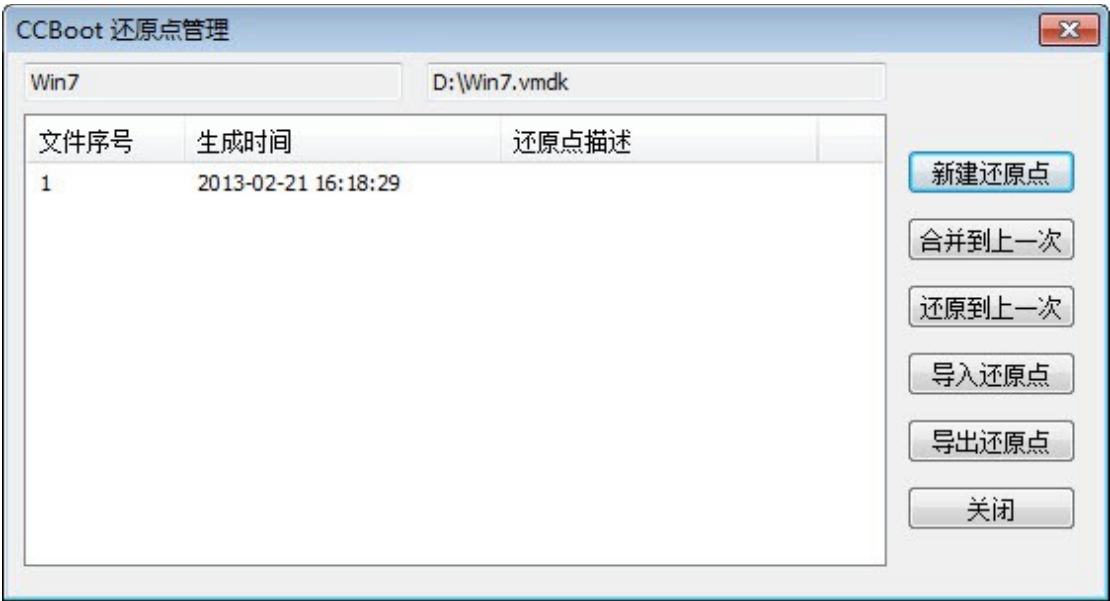 CCBoot 还原点管理
Win7 D:\Win7.vmdk
文件序号 生成时间 还原点描述
1 2013-02-21 16:18:29
新建还原点
合并到上一次
还原到上一次
导入还原点
导出还原点
关闭